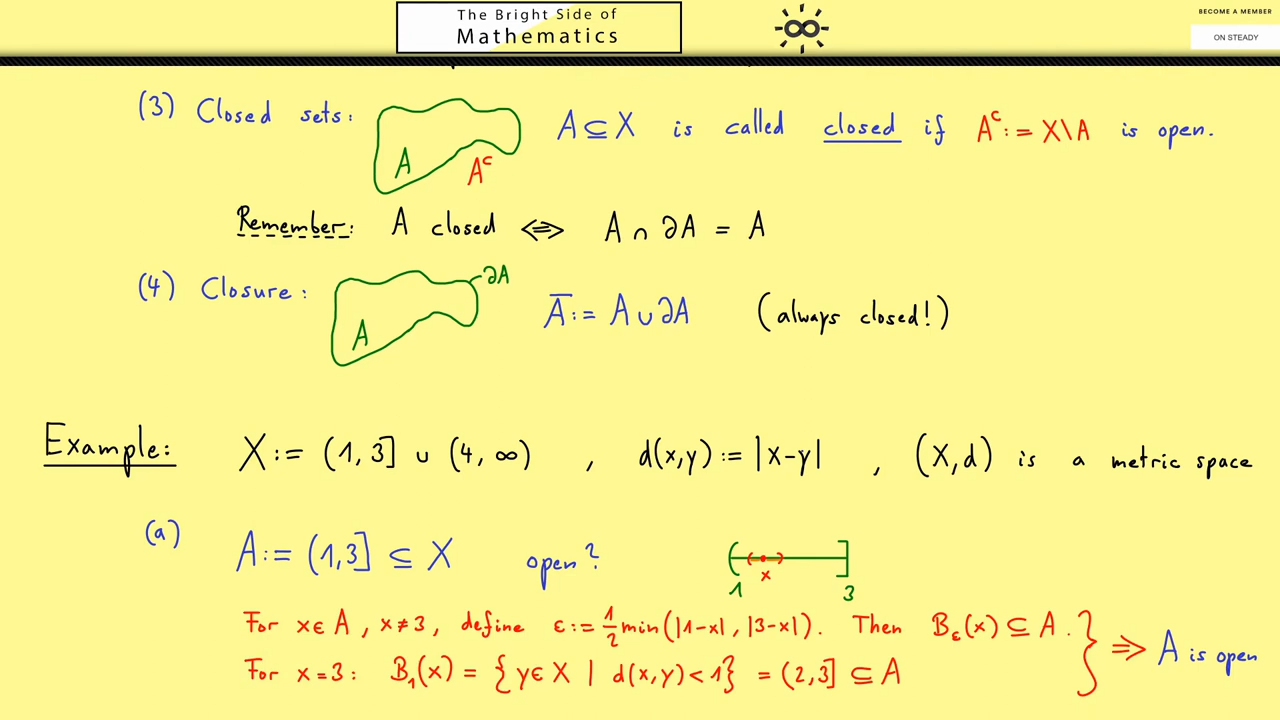 The Bright Side of
Mathematics
BECOME A MEMBER
ON STEADY
(3) Closed sets: A A^c A ⊆ X is called closed if A^c := X\A is open.
Remember: A closed ⟺ A ∩ ∂A = A
(4) Closure: A ∂A A̅ := A ∪ ∂A (always closed!)
Example: X := (1,3] ∪ (4,∞) , d(x,y) := |x-y| , (X,d) is a metric space
(a) A := (1,3] ⊆ X open? ( (·) ] x
1 3
For x∈A, x≠3, define ε := ½ min(|1-x|, |3-x|). Then B_ε(x) ⊆ A.
For x=3: B_1(x) = {y∈X | d(x,y)<1} = (2,3] ⊆ A } ⟹ A is open